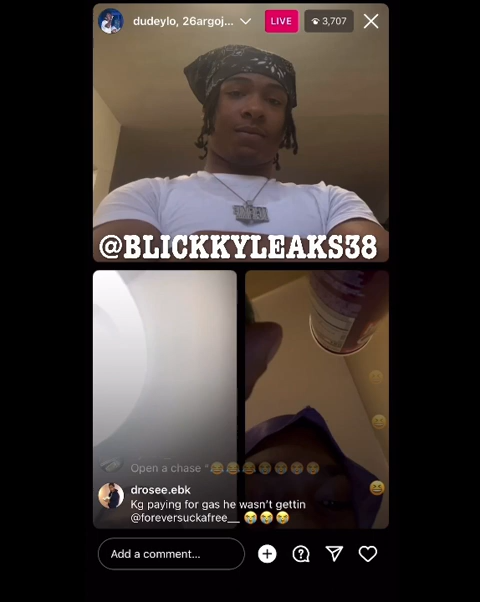 dudeylo, 26argoj...
LIVE
3,707
@BLICKKYLEAKS38
Open a chase "😂😂😂😭😭😭😭
drosee.ebk
Kg paying for gas he wasn't gettin
@foreversuckafree__ 😭😭😭
Add a comment...